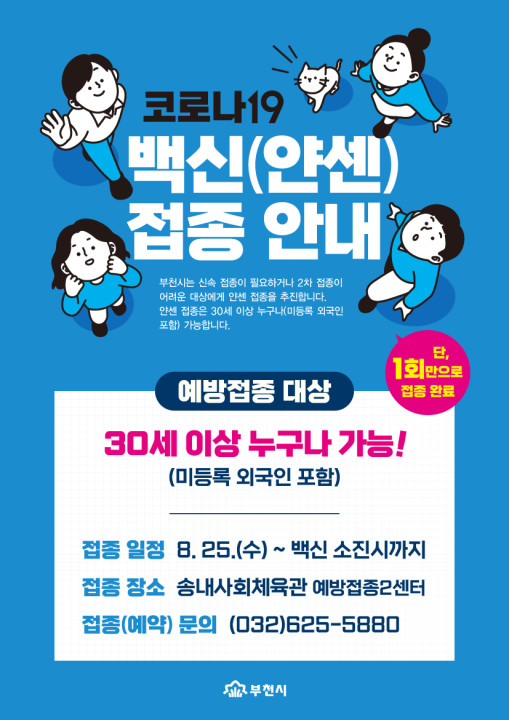 코로나19
백신(얀센)
접종 안내
부천시는 신속 접종이 필요하거나 2차 접종이
어려운 대상에게 얀센 접종을 추진합니다.
얀센 접종은 30세 이상 누구나(미등록 외국인
포함) 가능합니다.
단,
1회만으로
접종 완료
예방접종 대상
30세 이상 누구나 가능!
(미등록 외국인 포함)
접종 일정 8. 25.(수) ~ 백신 소진시까지
접종 장소 송내사회체육관 예방접종2센터
접종(예약) 문의 (032)625-5880
부천시